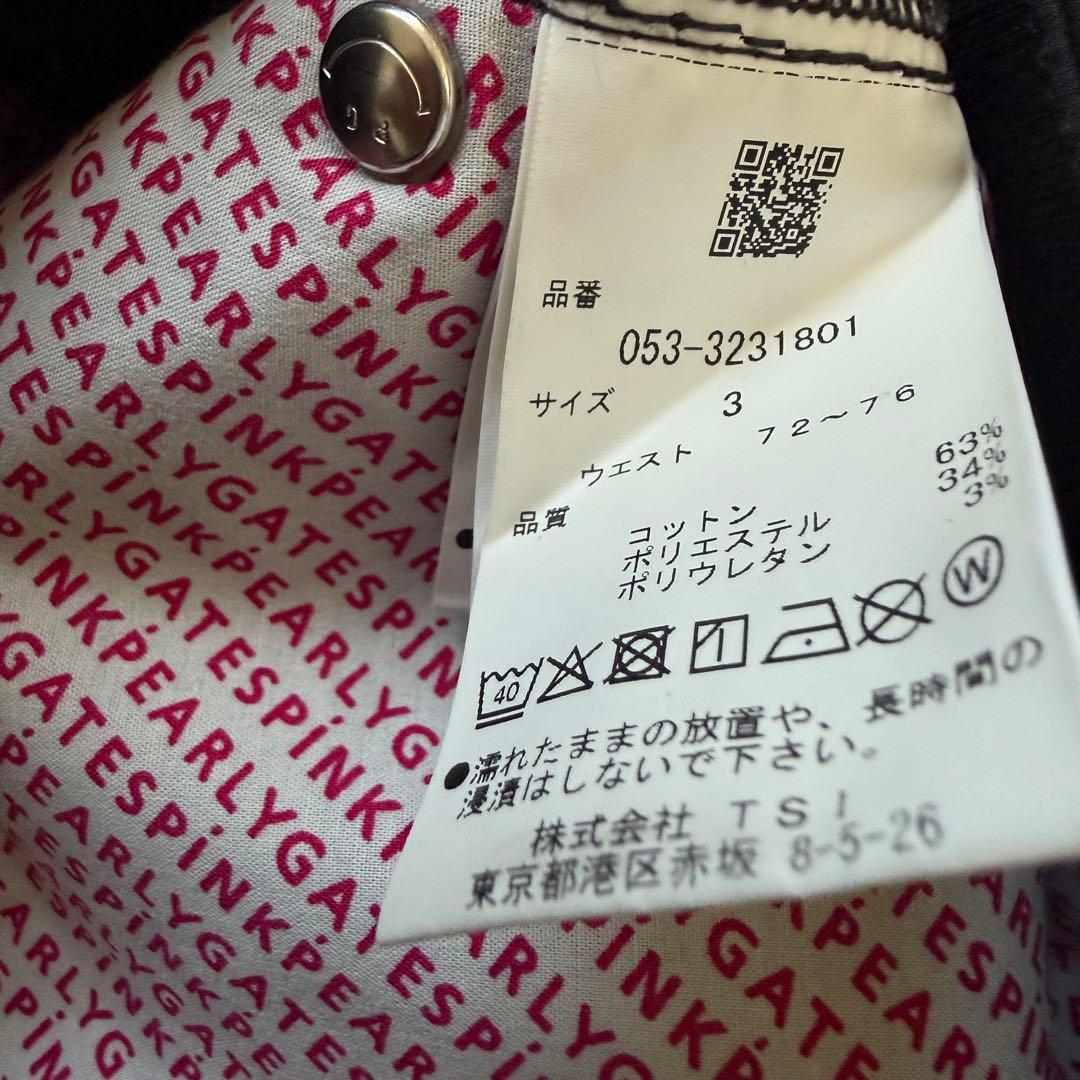 品番
053-3231801
サイズ 3
ウエスト 72～76
品質
コットン 63%
ポリエステル 34%
ポリウレタン 3%
40
W
●濡れたままの放置や、長時間の
浸漬はしないで下さい。
株式会社 TSI
東京都港区赤坂 8-5-26
PG
PINKPEARLYGATESPINKPEARLYGATES